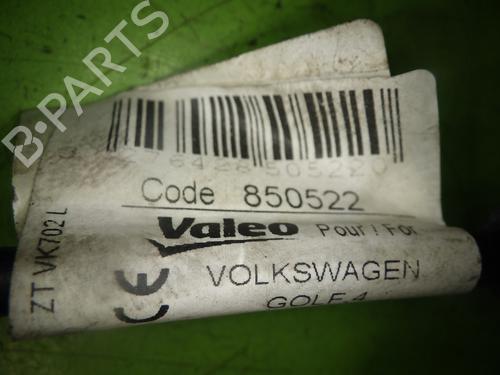 B-PARTS
Code 850522
Valeo Pour / For
VOLKSWAGEN
GOLF 4
CE
ZT VK702 L